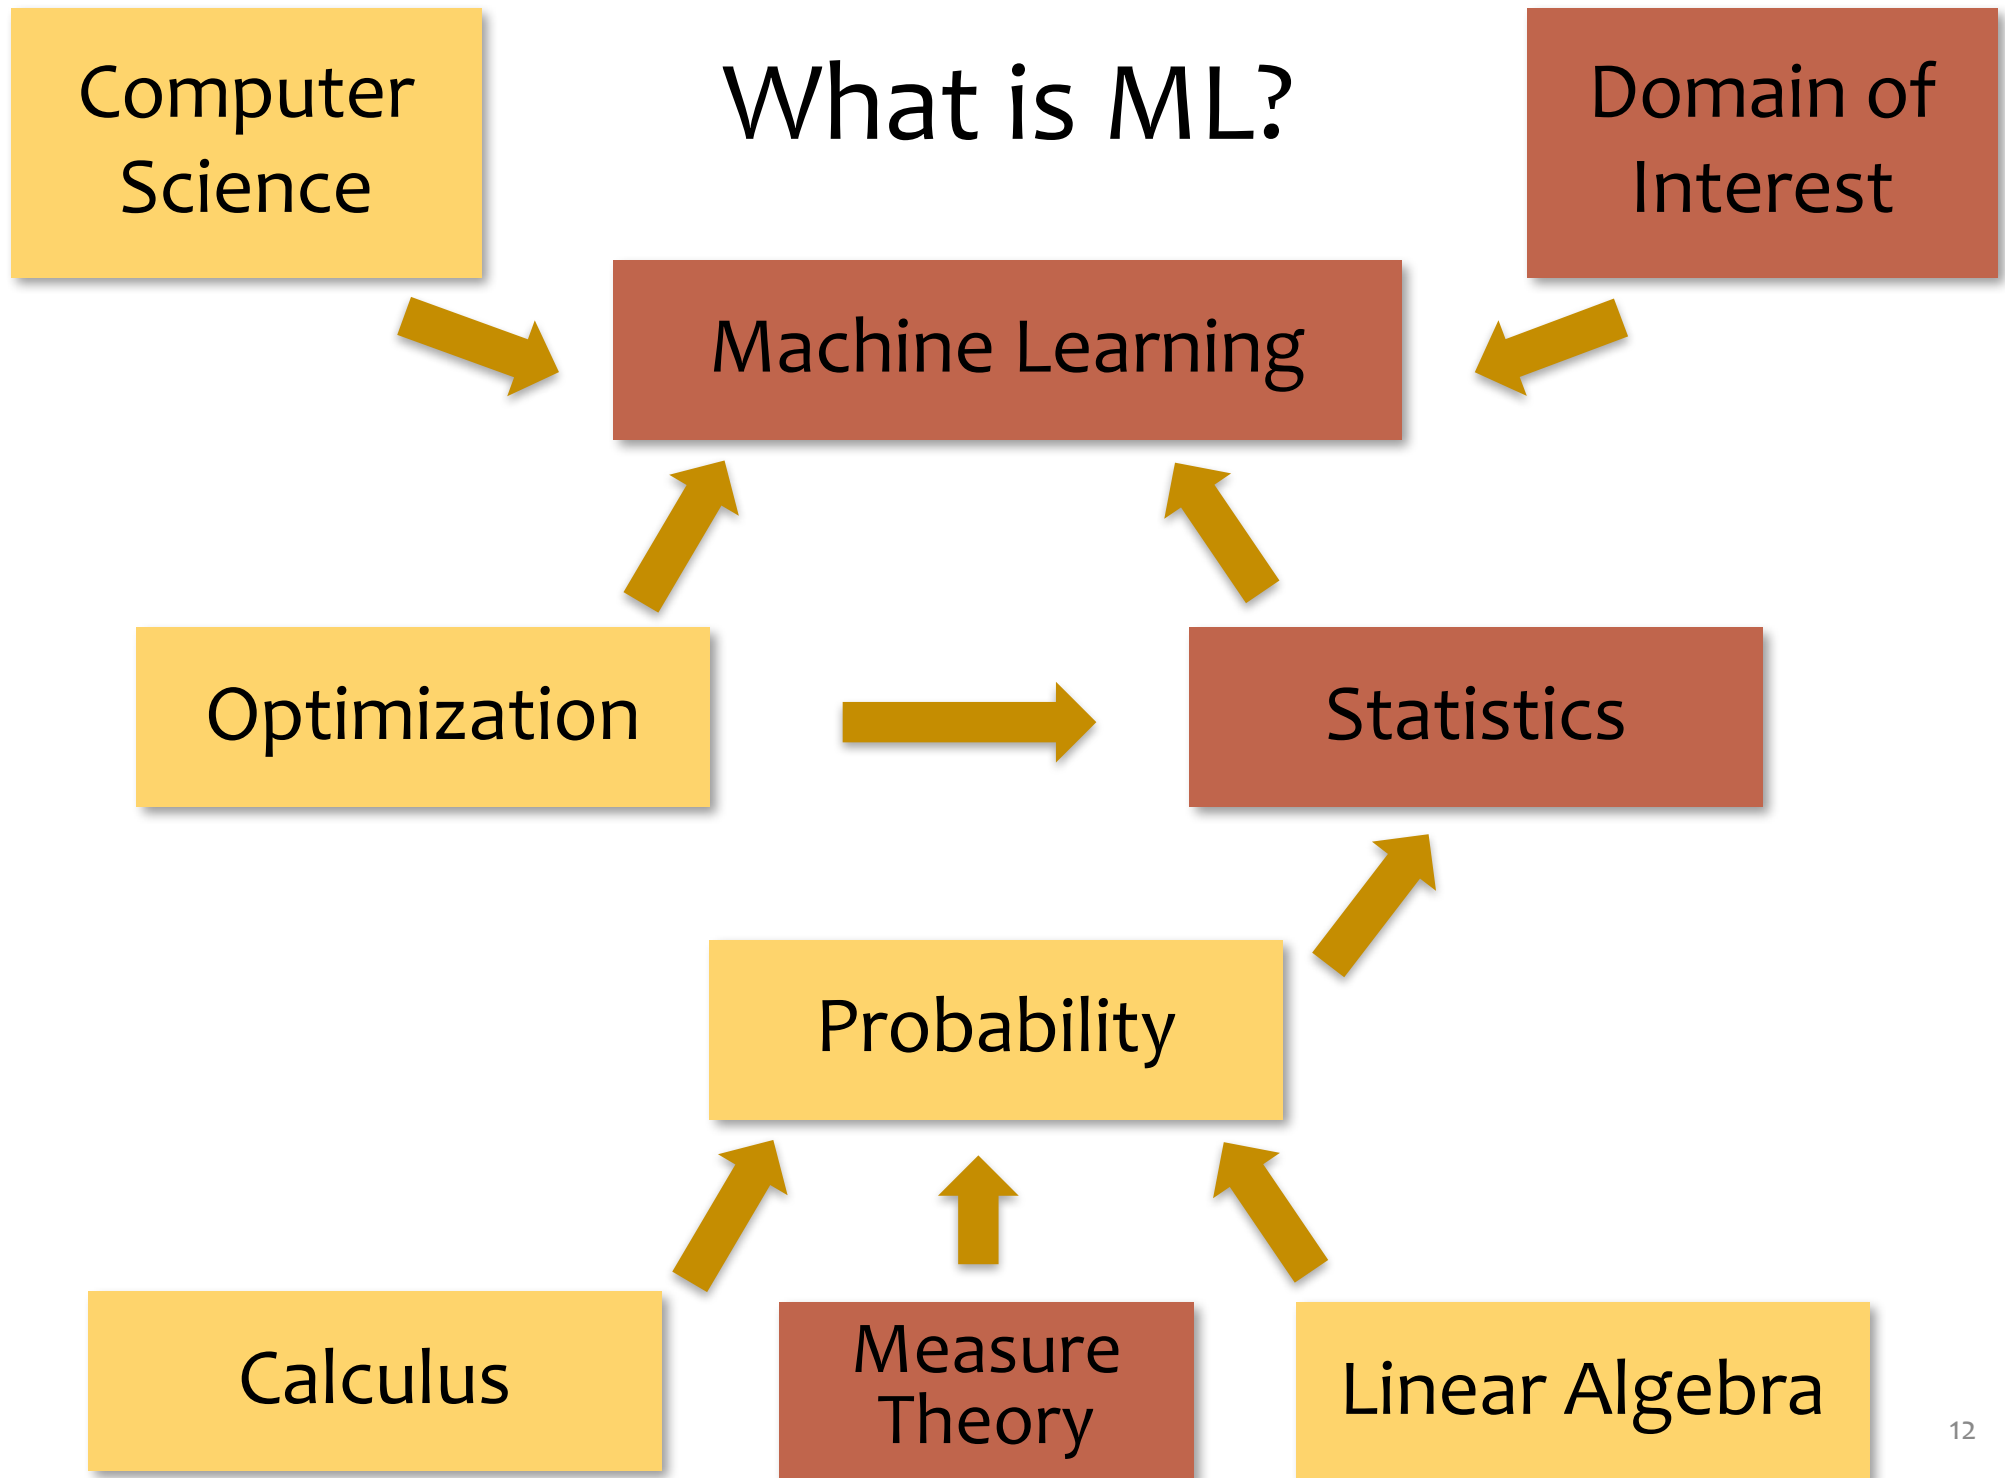 Computer
Science
What is ML?
Domain of
Interest
Machine Learning
Optimization
Statistics
Probability
Calculus
Measure
Theory
Linear Algebra
12